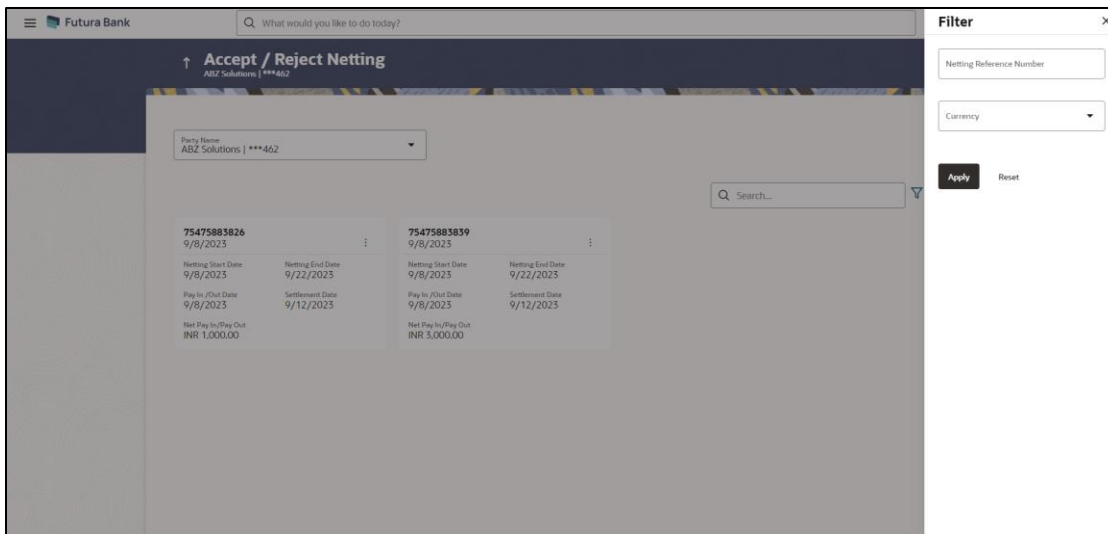 Futura Bank
What would you like to do today?
Filter
Accept / Reject Netting
ABZ Solutions | ***462
Netting Reference Number
Currency
Party Name
ABZ Solutions | ***462
Apply Reset
Search...
75475883826
9/8/2023
Netting Start Date Netting End Date
9/8/2023 9/22/2023
Pay In /Out Date Settlement Date
9/8/2023 9/12/2023
Net Pay In/Pay Out
INR 1,000.00
75475883839
9/8/2023
Netting Start Date Netting End Date
9/8/2023 9/22/2023
Pay In /Out Date Settlement Date
9/8/2023 9/12/2023
Net Pay In/Pay Out
INR 3,000.00